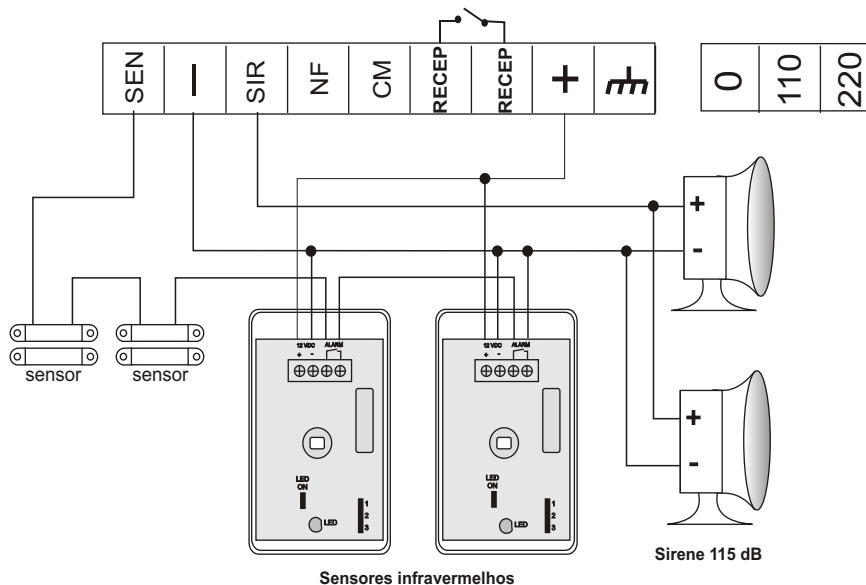 SEN
–
SIR
NF
CM
RECEP
RECEP
+
0
110
220
+
-
sensor
sensor
12 VDC ALARM
+ -
LED
ON
1
2
3
LED
12 VDC ALARM
+ -
LED
ON
1
2
3
LED
+
-
Sirene 115 dB
Sensores infravermelhos